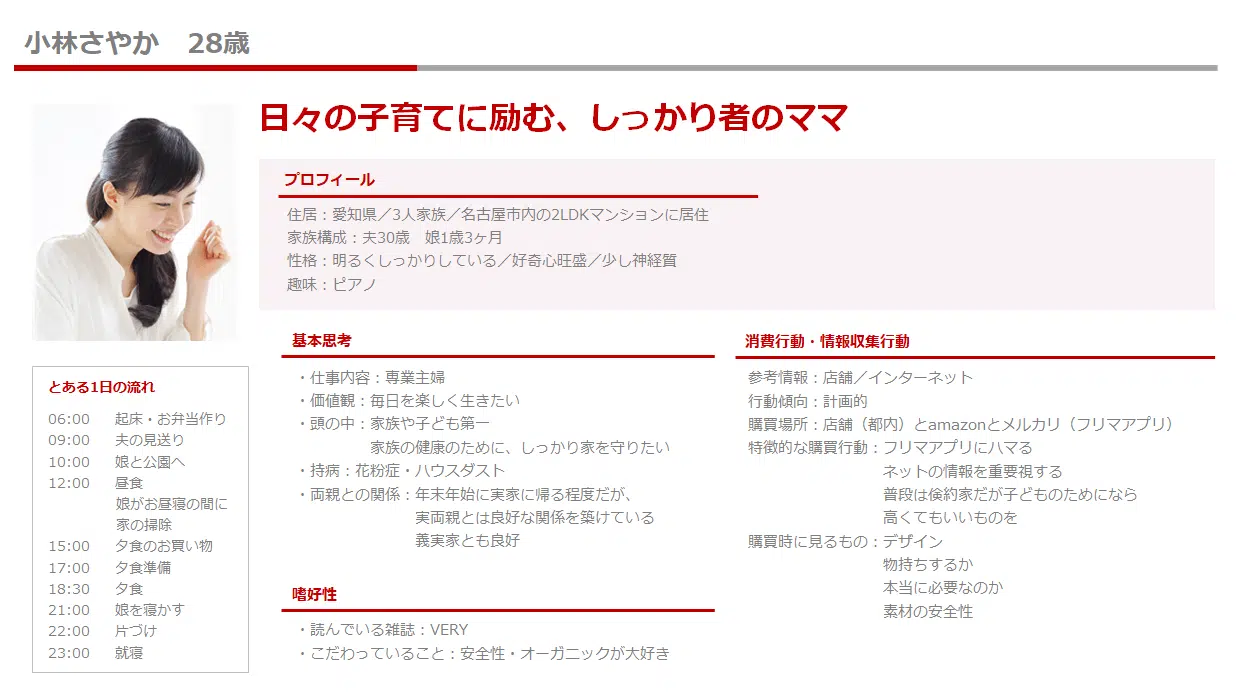 小林さやか　28歳
日々の子育てに励む、しっかり者のママ
プロフィール
住居：愛知県／3人家族／名古屋市内の2LDKマンションに居住
家族構成：夫30歳　娘1歳3ヶ月
性格：明るくしっかりしている／好奇心旺盛／少し神経質
趣味：ピアノ
とある1日の流れ
06:00　起床・お弁当作り
09:00　夫の見送り
10:00　娘と公園へ
12:00　昼食
娘がお昼寝の間に
家の掃除
15:00　夕食のお買い物
17:00　夕食準備
18:30　夕食
21:00　娘を寝かす
22:00　片づけ
23:00　就寝
基本思考
・仕事内容：専業主婦
・価値観：毎日を楽しく生きたい
・頭の中：家族や子ども第一
家族の健康のために、しっかり家を守りたい
・持病：花粉症・ハウスダスト
・両親との関係：年末年始に実家に帰る程度だが、
実両親とは良好な関係を築けている
義実家とも良好
嗜好性
・読んでいる雑誌：VERY
・こだわっていること：安全性・オーガニックが大好き
消費行動・情報収集行動
参考情報：店舗／インターネット
行動傾向：計画的
購買場所：店舗（都内）とamazonとメルカリ（フリマアプリ）
特徴的な購買行動：フリマアプリにハマる
ネットの情報を重要視する
普段は倹約家だが子どものためになら
高くてもいいものを
購買時に見るもの：デザイン
物持ちするか
本当に必要なのか
素材の安全性